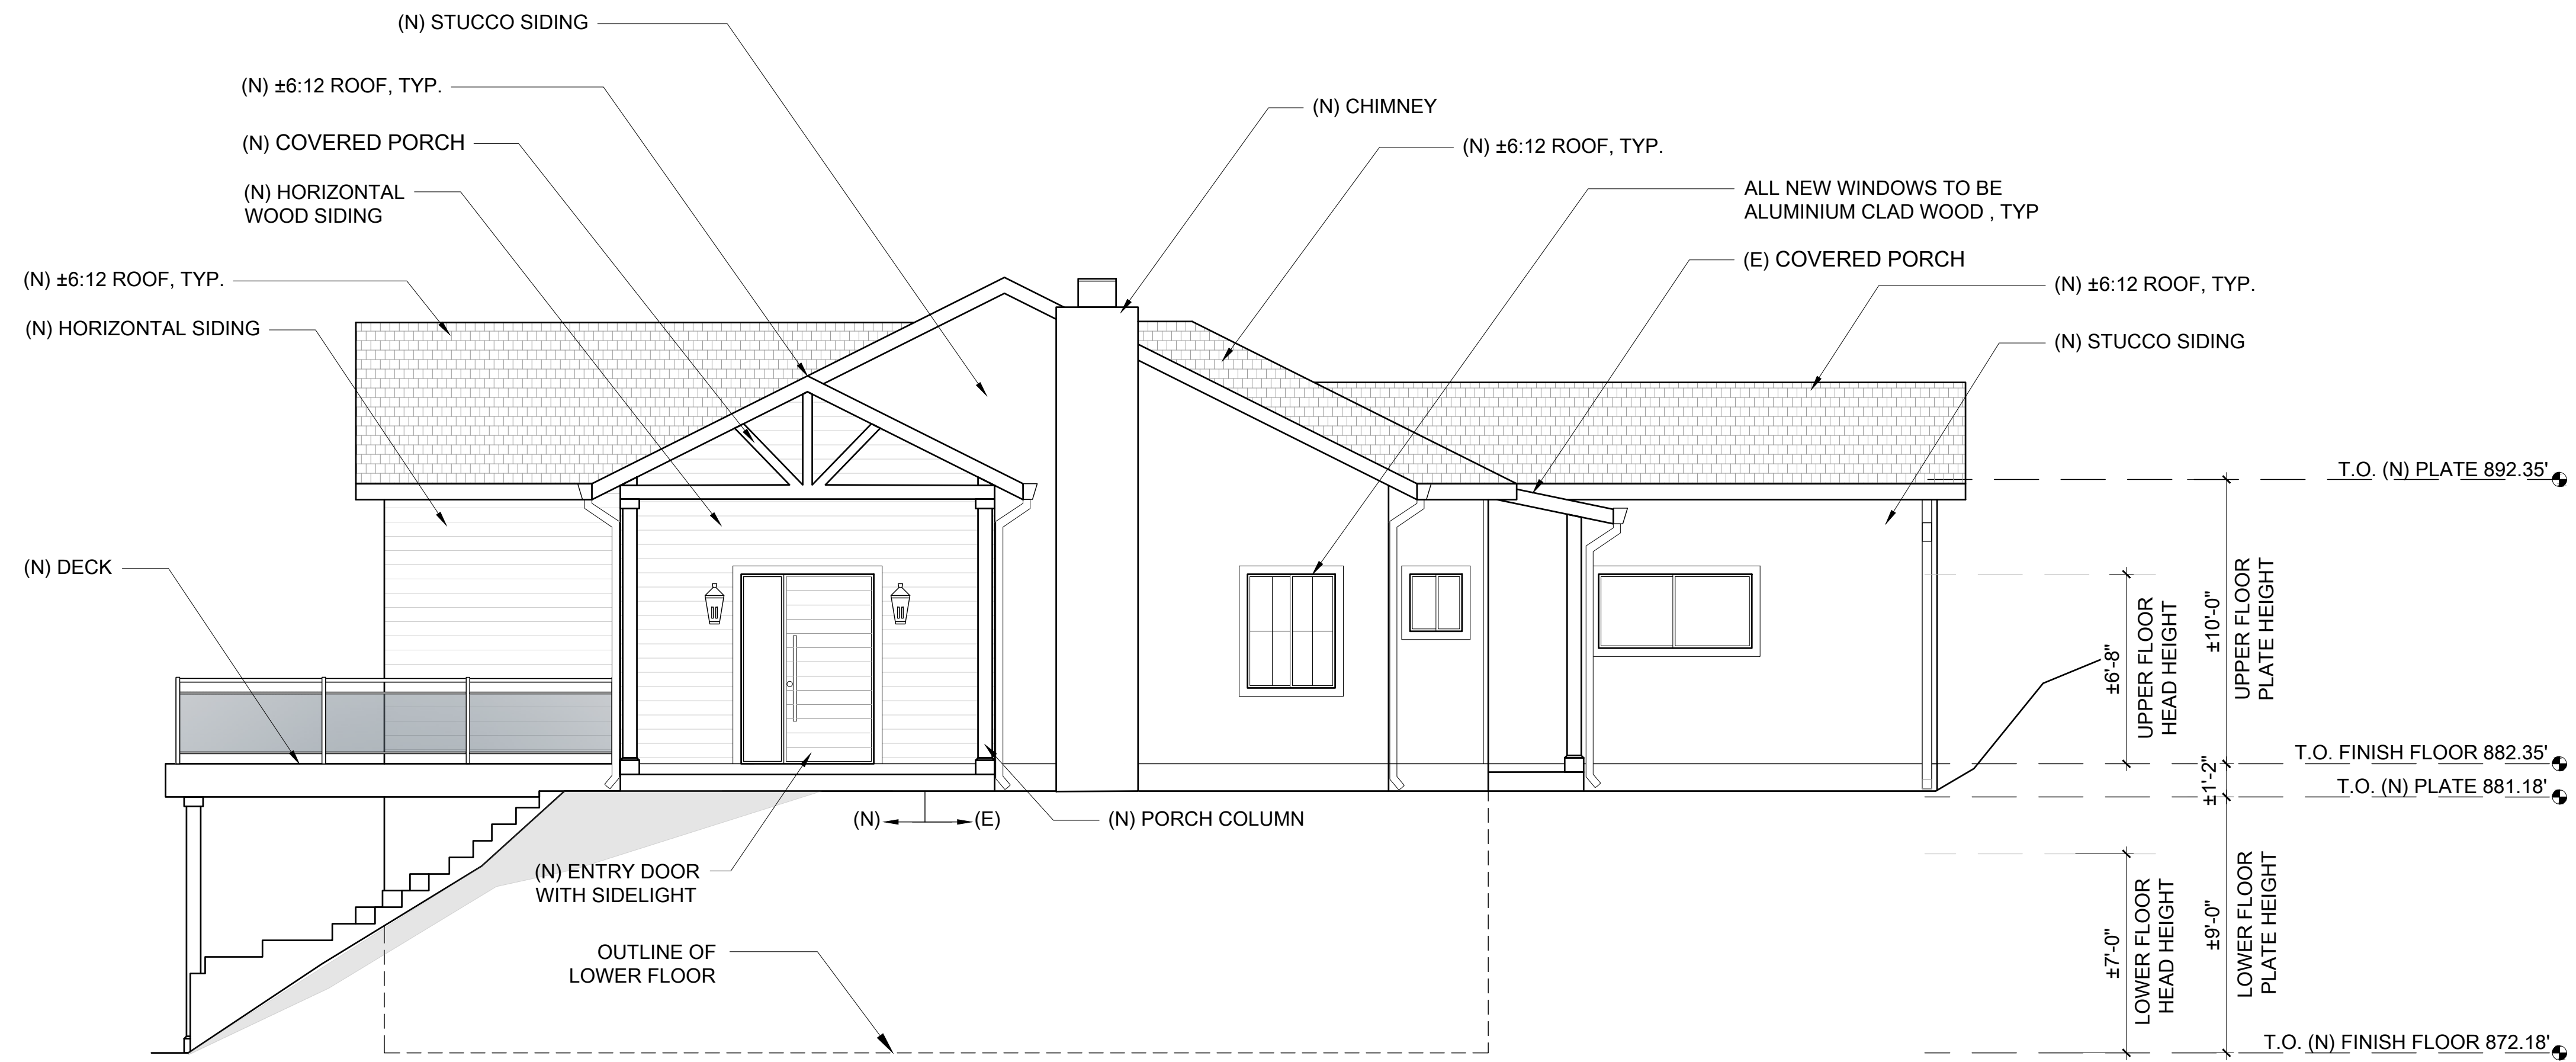 (N) STUCCO SIDING
(N) ±6:12 ROOF, TYP.
(N) COVERED PORCH
(N) HORIZONTAL
WOOD SIDING
(N) ±6:12 ROOF, TYP.
(N) HORIZONTAL SIDING
(N) DECK
(N) CHIMNEY
(N) ±6:12 ROOF, TYP.
ALL NEW WINDOWS TO BE
ALUMINIUM CLAD WOOD , TYP
(E) COVERED PORCH
(N) ±6:12 ROOF, TYP.
(N) STUCCO SIDING
T.O. (N) PLATE 892.35'
±10'-0"
UPPER FLOOR
PLATE HEIGHT
±6'-8"
UPPER FLOOR
HEAD HEIGHT
T.O. FINISH FLOOR 882.35'
±1'-2"
T.O. (N) PLATE 881.18'
(N)
(E)
(N) PORCH COLUMN
(N) ENTRY DOOR
WITH SIDELIGHT
OUTLINE OF
LOWER FLOOR
±7'-0"
LOWER FLOOR
HEAD HEIGHT
±9'-0"
LOWER FLOOR
PLATE HEIGHT
T.O. (N) FINISH FLOOR 872.18'